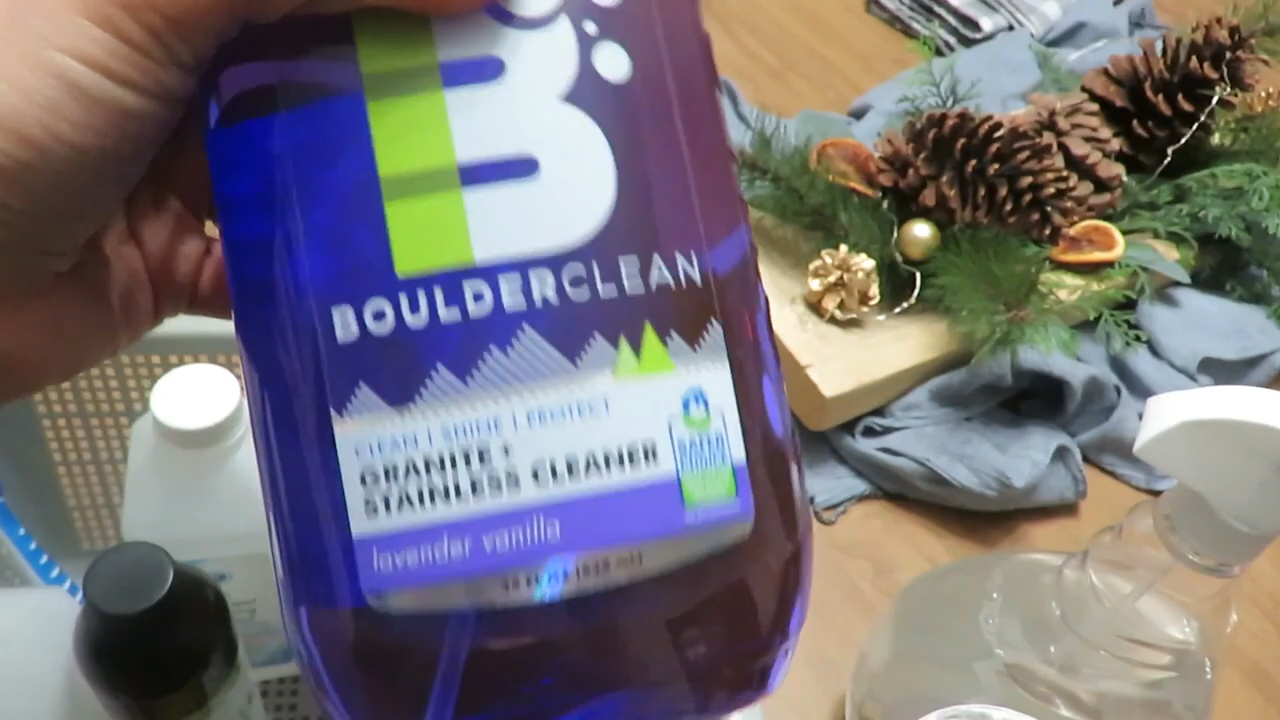 B
BOULDERCLEAN
CLEAN | SHINE | PROTECT
GRANITE +
STAINLESS CLEANER
lavender vanilla